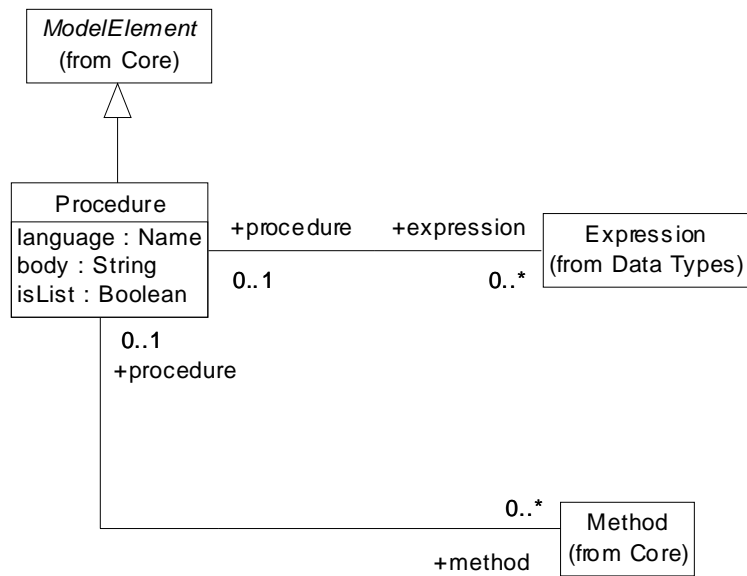 ModelElement
(from Core)
Procedure
language : Name
body : String
isList : Boolean
+procedure
+expression
0..1
0..*
Expression
(from Data Types)
0..1
+procedure
0..*
+method
Method
(from Core)